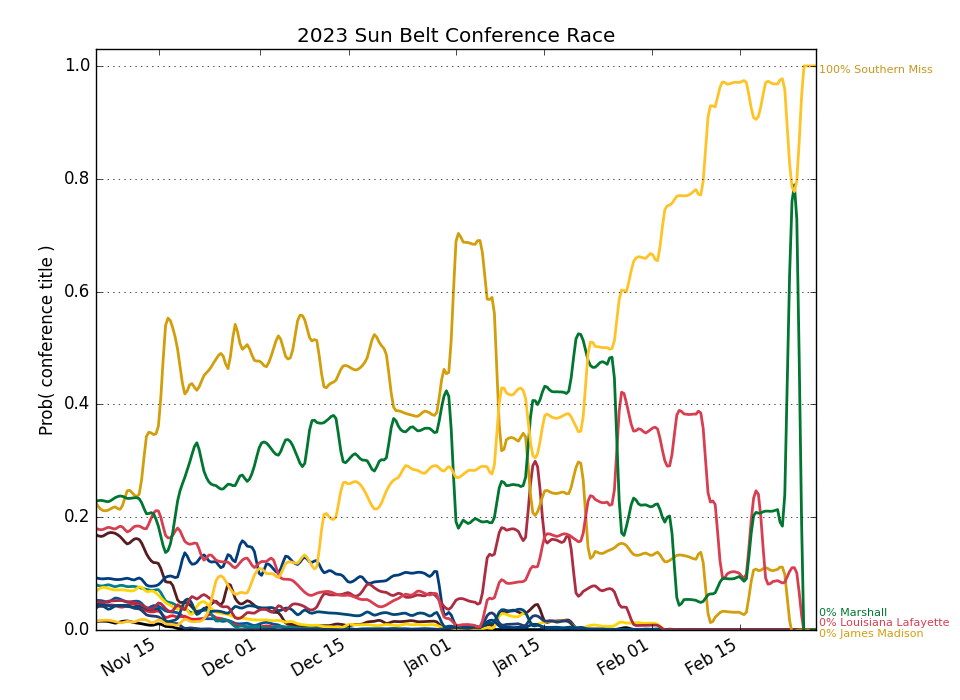 2023 Sun Belt Conference Race
Prob( conference title )
1.0
0.8
0.6
0.4
0.2
0.0
Nov 15
Dec 01
Dec 15
Jan 01
Jan 15
Feb 01
Feb 15
100% Southern Miss
0% Marshall
0% Louisiana Lafayette
0% James Madison